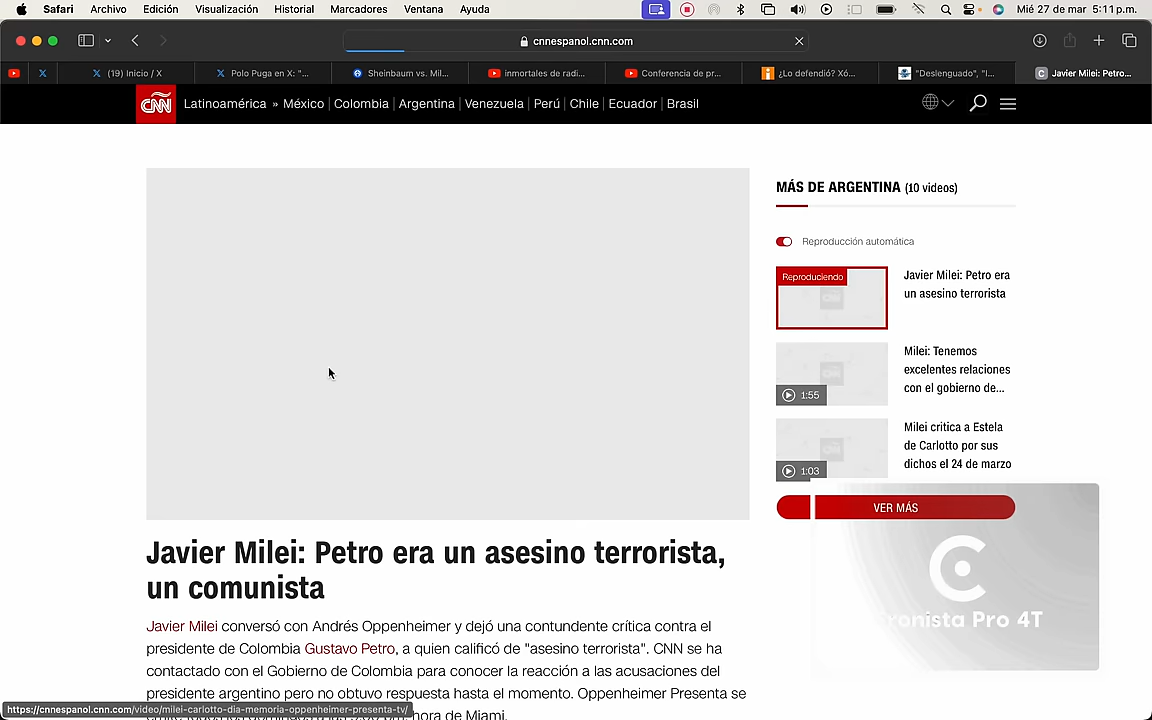 Safari Archivo Edición Visualización Historial Marcadores Ventana Ayuda Mié 27 de mar 5:11 p.m.
cnnespanol.cnn.com
(19) Inicio / X Polo Puga en X: "... Sheinbaum vs. Mil... inmortales de radi... Conferencia de pr... ¿Lo defendió? Xó... "Deslenguado", "I... Javier Milei: Petro...
CNN Latinoamérica » México | Colombia | Argentina | Venezuela | Perú | Chile | Ecuador | Brasil
MÁS DE ARGENTINA (10 videos)
Reproducción automática
Reproduciendo
Javier Milei: Petro era
un asesino terrorista
Milei: Tenemos
excelentes relaciones
con el gobierno de...
1:55
Milei critica a Estela
de Carlotto por sus
dichos el 24 de marzo
1:03
VER MÁS
ronista Pro 4T
Javier Milei: Petro era un asesino terrorista,
un comunista
Javier Milei conversó con Andrés Oppenheimer y dejó una contundente crítica contra el
presidente de Colombia Gustavo Petro, a quien calificó de "asesino terrorista". CNN se ha
contactado con el Gobierno de Colombia para conocer la reacción a las acusaciones del
presidente argentino pero no obtuvo respuesta hasta el momento. Oppenheimer Presenta se
hora de Miami.
https://cnnespanol.cnn.com/video/milei-carlotto-dia-memoria-oppenheimer-presenta-tv/